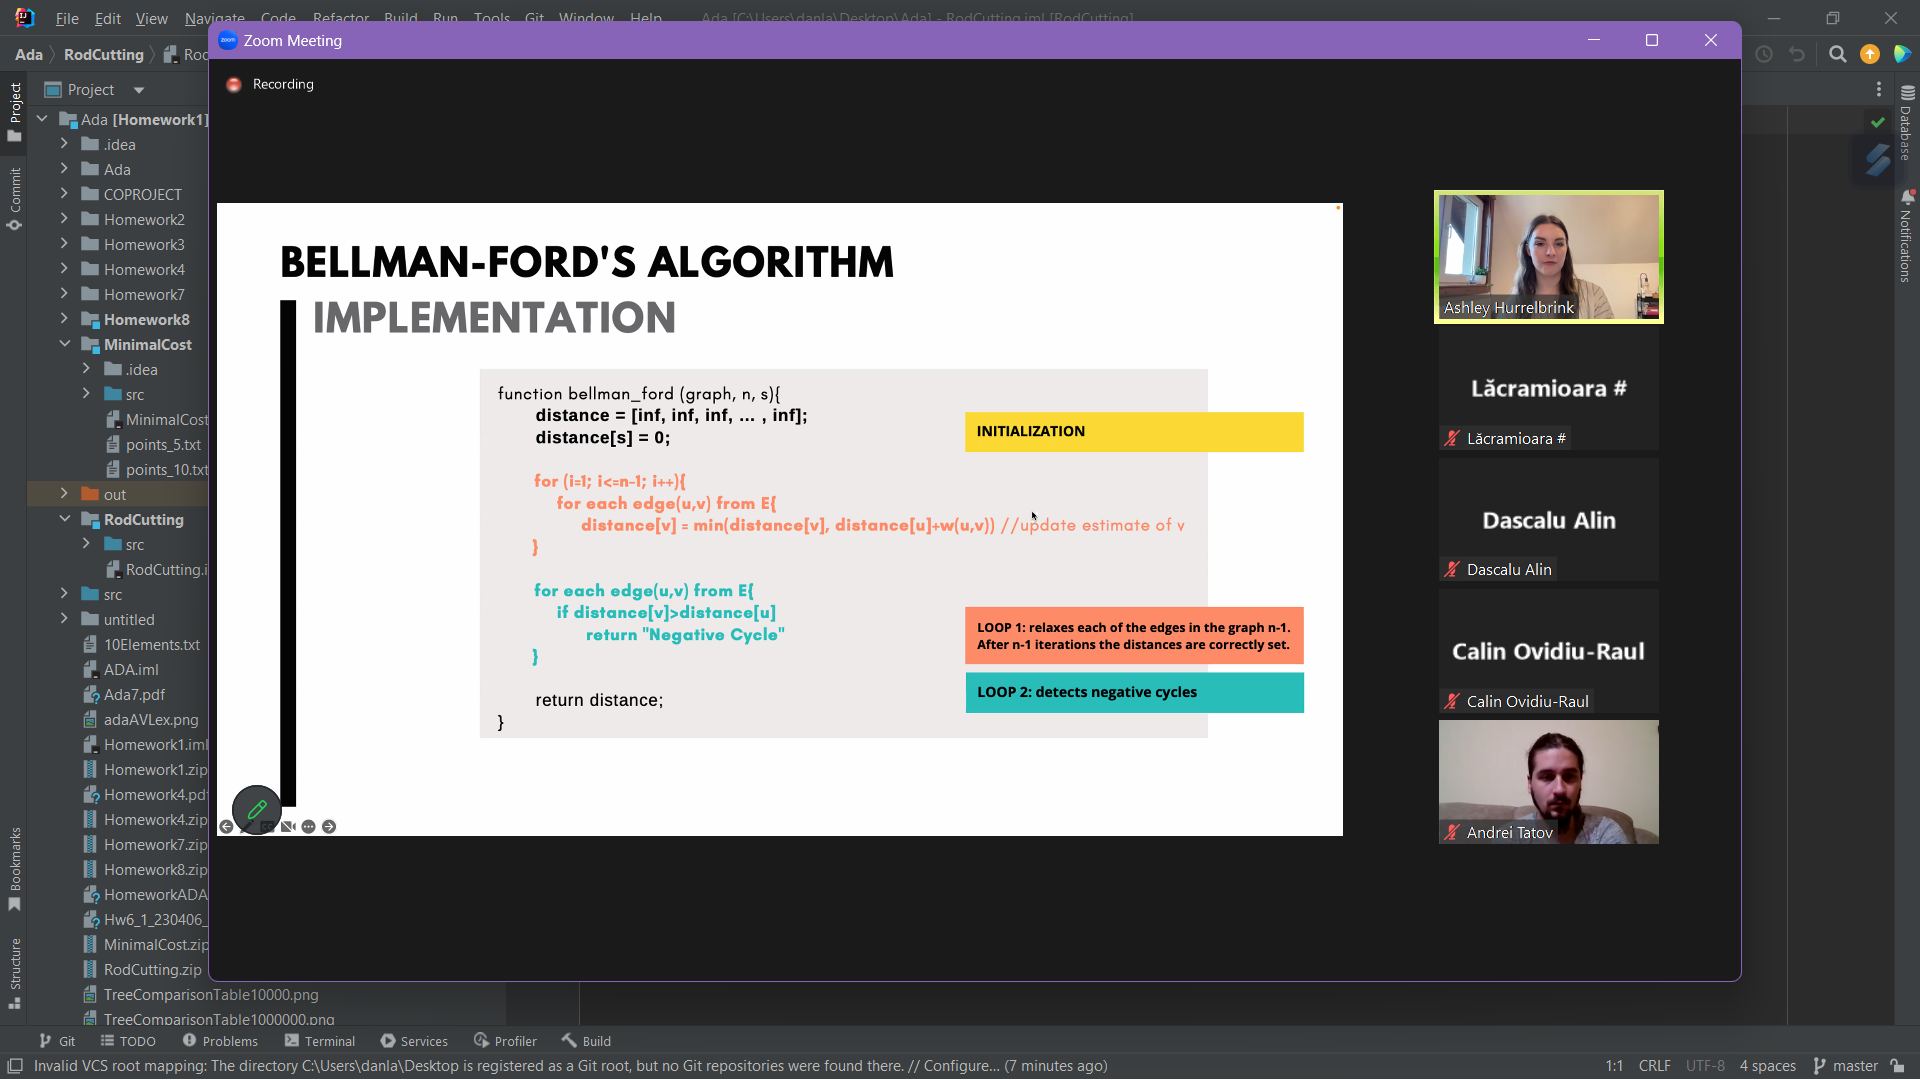 File Edit View Navigate Code Refactor Build Run Tools Git Window Help Ada [C:\Users\danla\Desktop\Ada] - RodCutting.iml [RodCutting]
Ada RodCutting Roc
zoom Zoom Meeting
Recording
Project
Project
Commit
Bookmarks
Structure
Ada [Homework1]
.idea
Ada
COPROJECT
Homework2
Homework3
Homework4
Homework7
Homework8
MinimalCost
.idea
src
MinimalCost
points_5.txt
points_10.txt
out
RodCutting
src
RodCutting.i
src
untitled
10Elements.txt
ADA.iml
Ada7.pdf
adaAVLex.png
Homework1.iml
Homework1.zip
Homework4.pdf
Homework4.zip
Homework7.zip
Homework8.zip
HomeworkADA
Hw6_1_230406_
MinimalCost.zip
RodCutting.zip
TreeComparisonTable10000.png
TreeComparisonTable1000000.png
BELLMAN-FORD'S ALGORITHM
IMPLEMENTATION
function bellman_ford (graph, n, s){
distance = [inf, inf, inf, ... , inf];
distance[s] = 0;
for (i=1; i<=n-1; i++){
for each edge(u,v) from E{
distance[v] = min(distance[v], distance[u]+w(u,v)) //update estimate of v
}
for each edge(u,v) from E{
if distance[v]>distance[u]
return "Negative Cycle"
}
return distance;
}
INITIALIZATION
LOOP 1: relaxes each of the edges in the graph n-1.
After n-1 iterations the distances are correctly set.
LOOP 2: detects negative cycles
Ashley Hurrelbrink
Lăcramioara #
Lăcramioara #
Dascalu Alin
Dascalu Alin
Calin Ovidiu-Raul
Calin Ovidiu-Raul
Andrei Tatov
Database
Notifications
Git TODO Problems Terminal Services Profiler Build
Invalid VCS root mapping: The directory C:\Users\danla\Desktop is registered as a Git root, but no Git repositories were found there. // Configure... (7 minutes ago)
1:1 CRLF UTF-8 4 spaces master